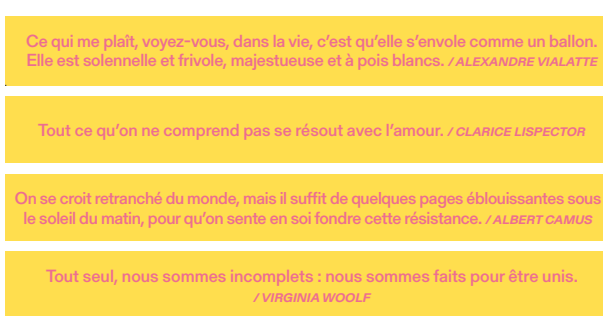 Ce qui me plaît, voyez-vous, dans la vie, c’est qu’elle s’envole comme un ballon.
Elle est solennelle et frivole, majestueuse et à pois blancs. / ALEXANDRE VIALATTE
Tout ce qu’on ne comprend pas se résout avec l’amour. / CLARICE LISPECTOR
On se croit retranché du monde, mais il suffit de quelques pages éblouissantes sous
le soleil du matin, pour qu’on sente en soi fondre cette résistance. / ALBERT CAMUS
Tout seul, nous sommes incomplets : nous sommes faits pour être unis.
/ VIRGINIA WOOLF